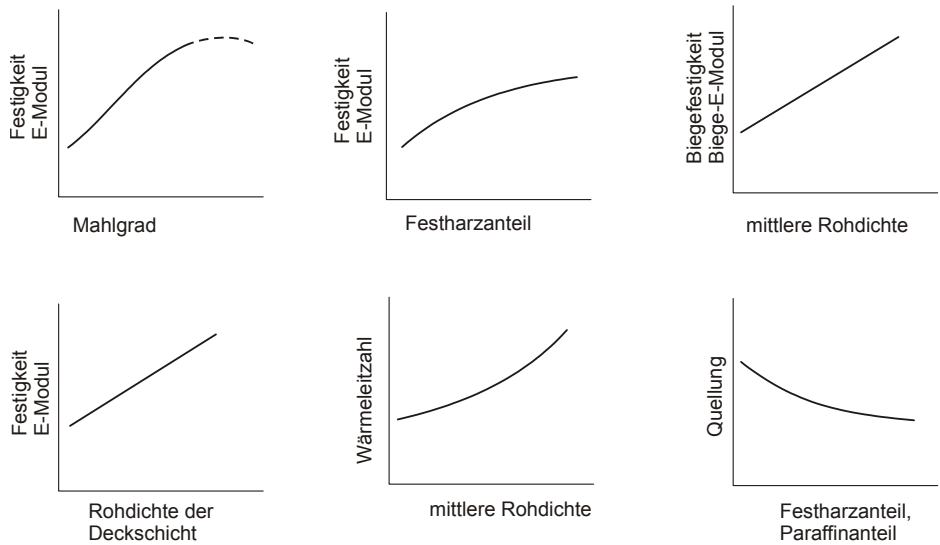 Festigkeit
E-Modul
Mahlgrad
Festigkeit
E-Modul
Festharzanteil
Biegefestigkeit
Biege-E-Modul
mittlere Rohdichte
Festigkeit
E-Modul
Rohdichte der
Deckschicht
Wärmeleitzahl
mittlere Rohdichte
Quellung
Festharzanteil,
Paraffinanteil